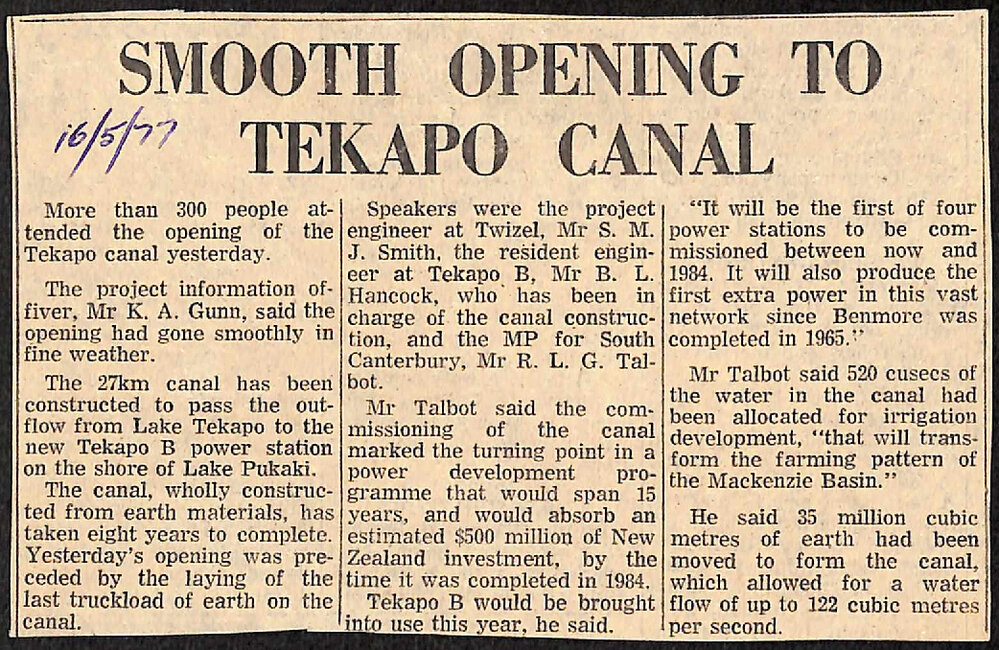 SMOOTH OPENING TO
TEKAPO CANAL
16/5/77
More than 300 people at-
tended the opening of the
Tekapo canal yesterday.
The project information of-
fiver, Mr K. A. Gunn, said the
opening had gone smoothly in
fine weather.
The 27km canal has been
constructed to pass the out-
flow from Lake Tekapo to the
new Tekapo B power station
on the shore of Lake Pukaki.
The canal, wholly construc-
ted from earth materials, has
taken eight years to complete.
Yesterday's opening was pre-
ceded by the laying of the
last truckload of earth on the
canal.
Speakers were the project
engineer at Twizel, Mr S. M.
J. Smith, the resident engin-
eer at Tekapo B, Mr B. L.
Hancock, who has been in
charge of the canal construc-
tion, and the MP for South
Canterbury, Mr R. L. G. Tal-
bot.
Mr Talbot said the com-
missioning of the canal
marked the turning point in a
power development pro-
gramme that would span 15
years, and would absorb an
estimated $500 million of New
Zealand investment, by the
time it was completed in 1984.
Tekapo B would be brought
into use this year, he said.
"It will be the first of four
power stations to be com-
missioned between now and
1984. It will also produce the
first extra power in this vast
network since Benmore was
completed in 1965."
Mr Talbot said 520 cusecs of
the water in the canal had
been allocated for irrigation
development, "that will trans-
form the farming pattern of
the Mackenzie Basin."
He said 35 million cubic
metres of earth had been
moved to form the canal,
which allowed for a water
flow of up to 122 cubic metres
per second.